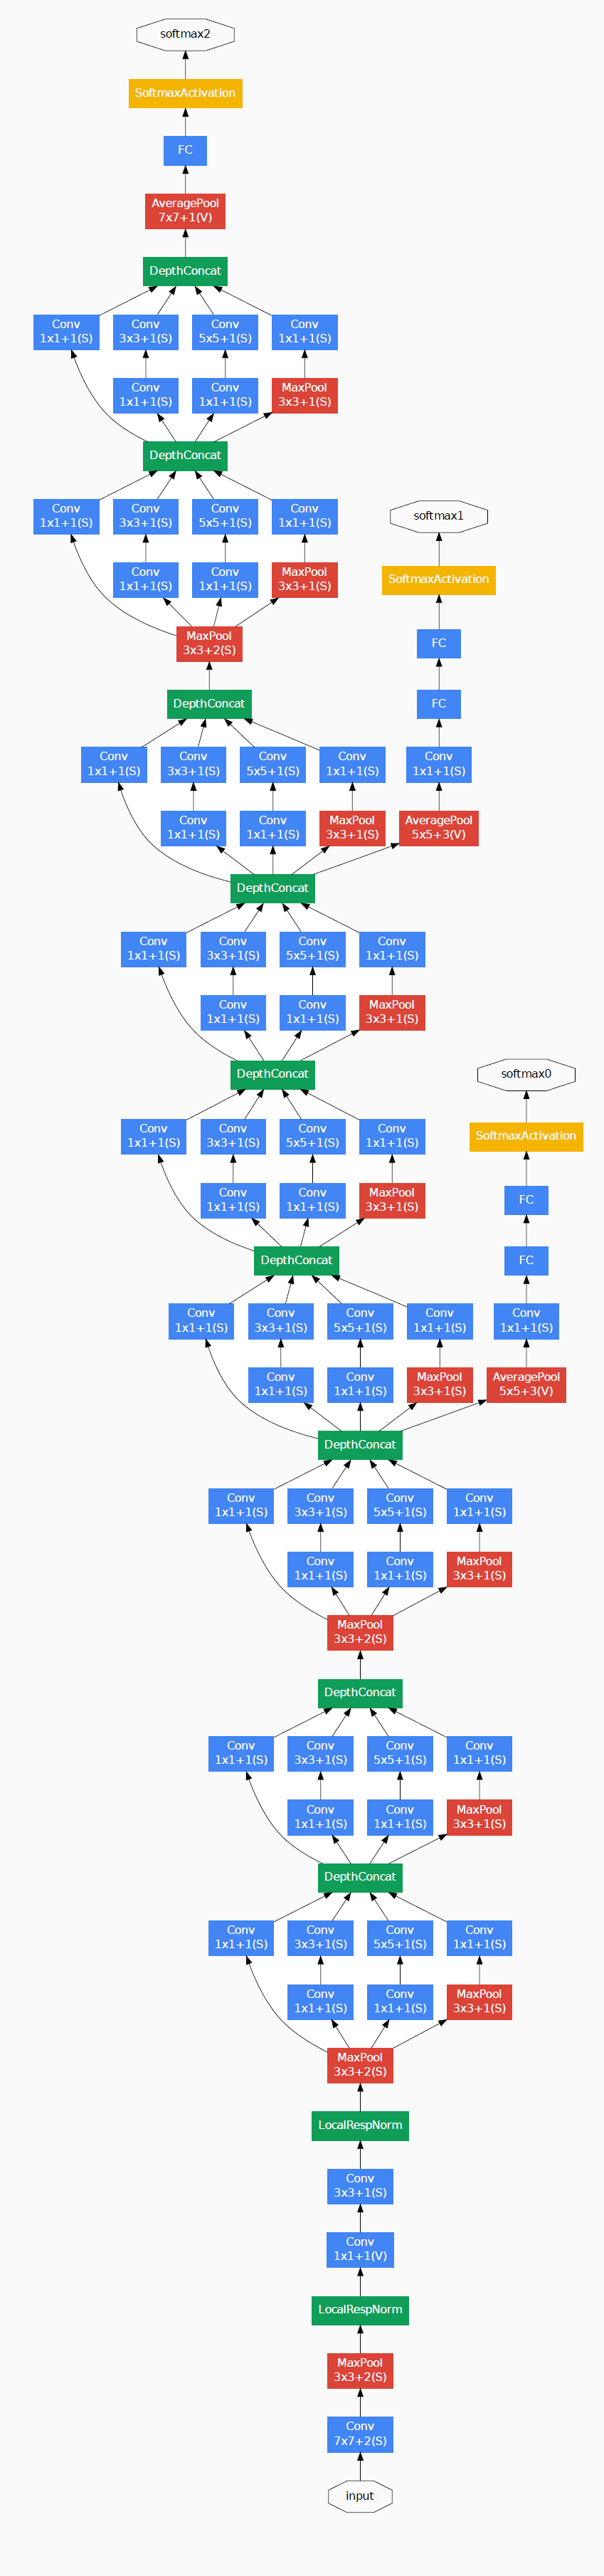 softmax2
SoftmaxActivation
FC
AveragePool
7x7+1(V)
DepthConcat
Conv Conv Conv Conv
1x1+1(S) 3x3+1(S) 5x5+1(S) 1x1+1(S)
Conv Conv MaxPool
1x1+1(S) 1x1+1(S) 3x3+1(S)
DepthConcat
Conv Conv Conv Conv
1x1+1(S) 3x3+1(S) 5x5+1(S) 1x1+1(S)
softmax1
Conv Conv MaxPool SoftmaxActivation
1x1+1(S) 1x1+1(S) 3x3+1(S)
MaxPool FC
3x3+2(S)
DepthConcat FC
Conv Conv Conv Conv Conv
1x1+1(S) 3x3+1(S) 5x5+1(S) 1x1+1(S) 1x1+1(S)
Conv Conv MaxPool AveragePool
1x1+1(S) 1x1+1(S) 3x3+1(S) 5x5+3(V)
DepthConcat
Conv Conv Conv Conv
1x1+1(S) 3x3+1(S) 5x5+1(S) 1x1+1(S)
Conv Conv MaxPool
1x1+1(S) 1x1+1(S) 3x3+1(S)
DepthConcat softmax0
Conv Conv Conv Conv SoftmaxActivation
1x1+1(S) 3x3+1(S) 5x5+1(S) 1x1+1(S)
Conv Conv MaxPool FC
1x1+1(S) 1x1+1(S) 3x3+1(S)
DepthConcat FC
Conv Conv Conv Conv Conv
1x1+1(S) 3x3+1(S) 5x5+1(S) 1x1+1(S) 1x1+1(S)
Conv Conv MaxPool AveragePool
1x1+1(S) 1x1+1(S) 3x3+1(S) 5x5+3(V)
DepthConcat
Conv Conv Conv Conv
1x1+1(S) 3x3+1(S) 5x5+1(S) 1x1+1(S)
Conv Conv MaxPool
1x1+1(S) 1x1+1(S) 3x3+1(S)
MaxPool
3x3+2(S)
DepthConcat
Conv Conv Conv Conv
1x1+1(S) 3x3+1(S) 5x5+1(S) 1x1+1(S)
Conv Conv MaxPool
1x1+1(S) 1x1+1(S) 3x3+1(S)
DepthConcat
Conv Conv Conv Conv
1x1+1(S) 3x3+1(S) 5x5+1(S) 1x1+1(S)
Conv Conv MaxPool
1x1+1(S) 1x1+1(S) 3x3+1(S)
MaxPool
3x3+2(S)
LocalRespNorm
Conv
3x3+1(S)
Conv
1x1+1(V)
LocalRespNorm
MaxPool
3x3+2(S)
Conv
7x7+2(S)
input